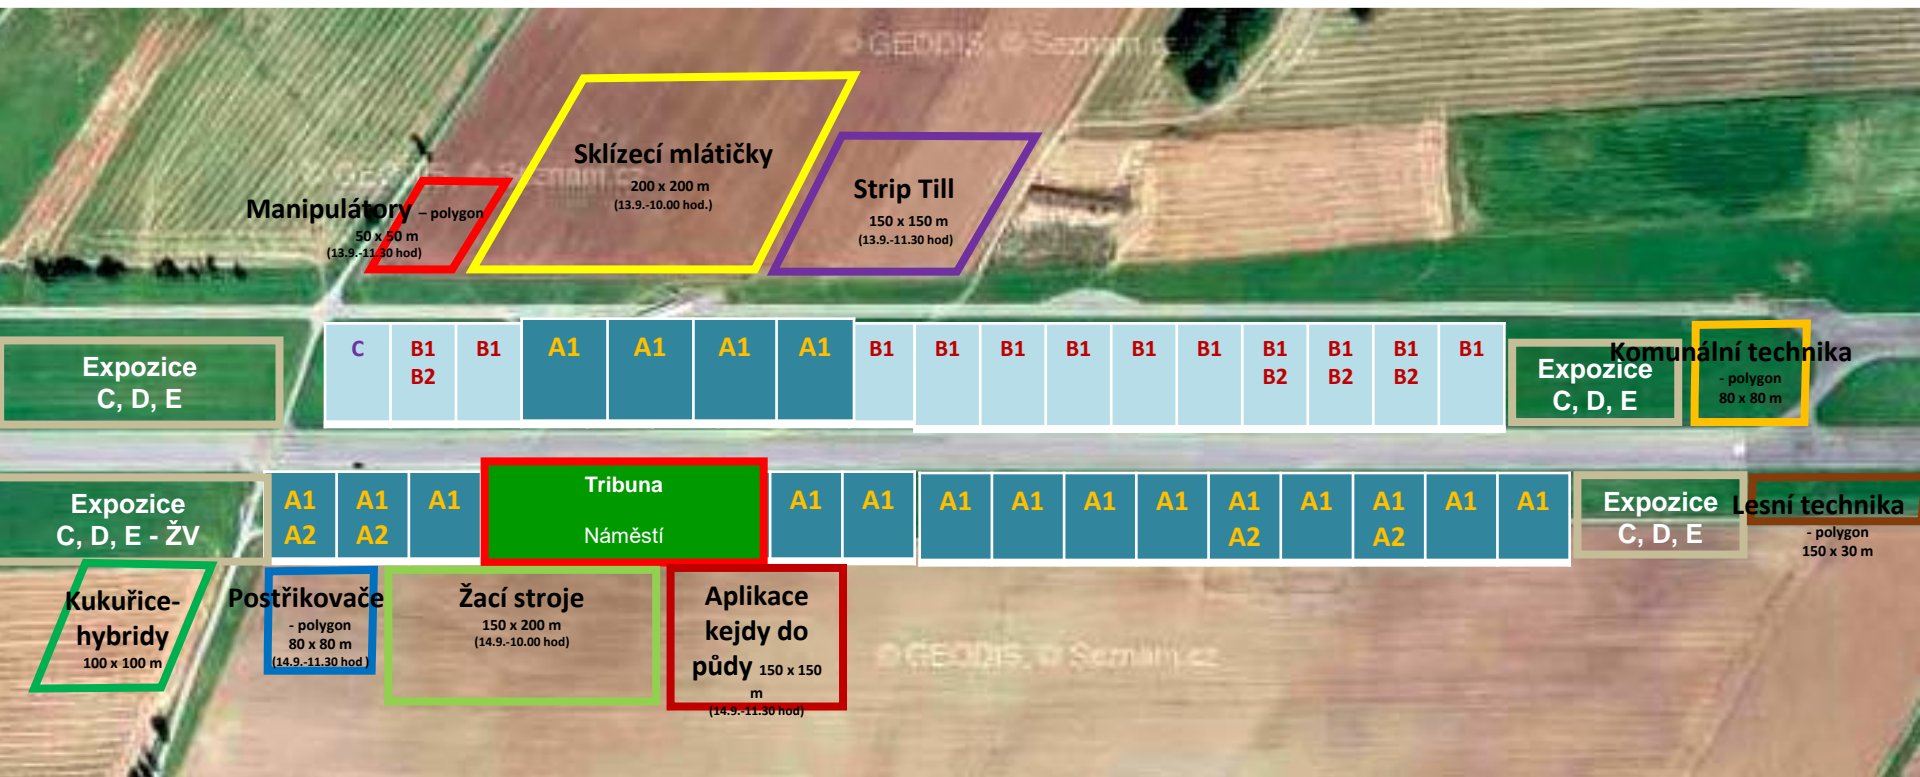 © GEODIS, © Seznam.cz
Sklízecí mlátičky
200 x 200 m
(13.9.-10.00 hod.)
Strip Till
150 x 150 m
(13.9.-11.30 hod)
© GEODIS, © Seznam.cz
Manipulátory – polygon
50 x 50 m
(13.9.-11.30 hod)
Expozice
C, D, E
C
B1
B2
B1
A1
A1
A1
A1
B1
B1
B1
B1
B1
B1
B1
B2
B1
B2
B1
B2
B1
Expozice
C, D, E
Komunální technika
- polygon
80 x 80 m
Expozice
C, D, E - ŽV
A1
A2
A1
A2
A1
Tribuna
Náměstí
A1
A1
A1
A1
A1
A1
A1
A2
A1
A1
A2
A1
A1
Expozice
C, D, E
Lesní technika
- polygon
150 x 30 m
Kukuřice-
hybridy
100 x 100 m
Postřikovače
- polygon
80 x 80 m
(14.9.-11.30 hod )
Žací stroje
150 x 200 m
(14.9.-10.00 hod)
Aplikace
kejdy do
půdy 150 x 150
m
(14.9.-11.30 hod)
© GEODIS, © Seznam.cz